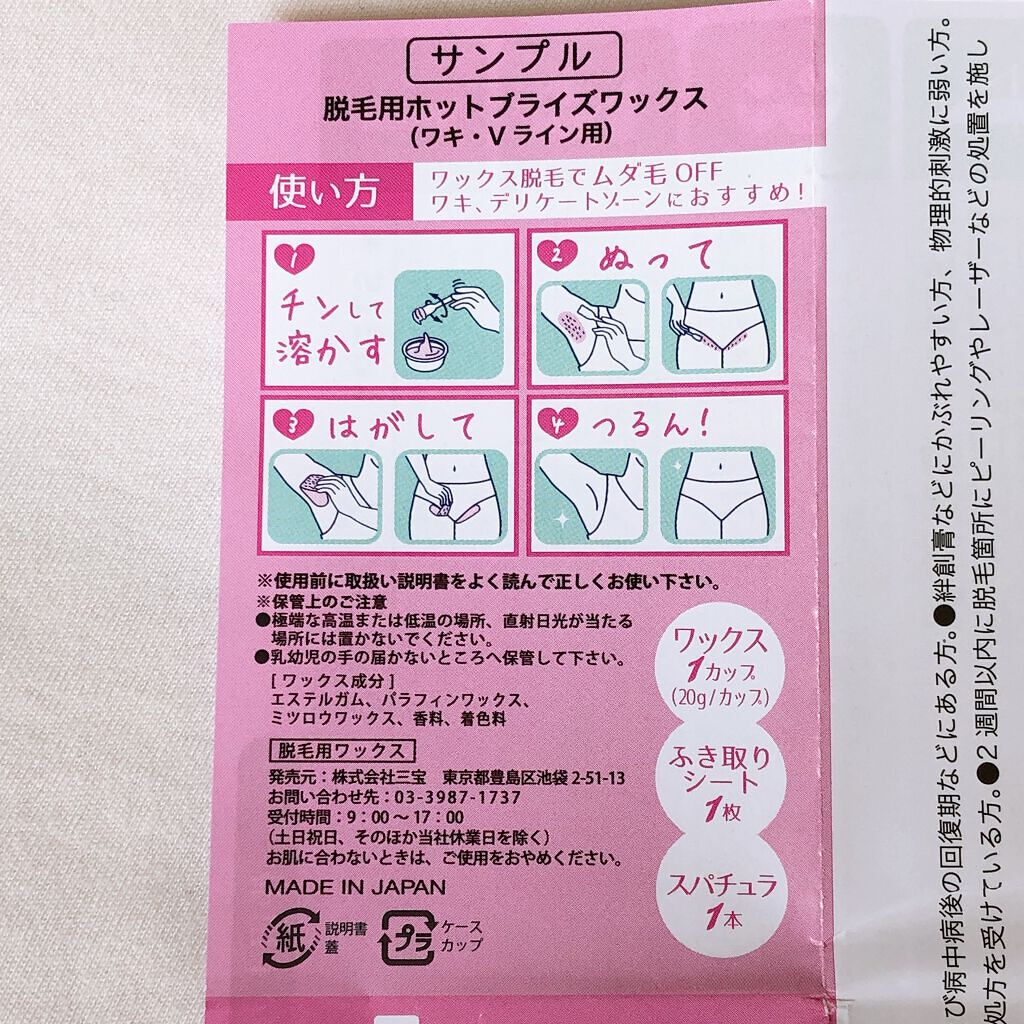 サンプル
脱毛用ホットブライズワックス
(ワキ・Vライン用)
使い方
ワックス脱毛でムダ毛OFF
ワキ、デリケートゾーンにおすすめ!
1
チンして
溶かす
2 ぬって
3 はがして
4 つるん!
※使用前に取扱い説明書をよく読んで正しくお使い下さい。
※保管上のご注意
●極端な高温または低温の場所、直射日光が当たる
場所には置かないでください。
●乳幼児の手の届かないところへ保管して下さい。
[ワックス成分]
エステルガム、パラフィンワックス、
ミツロウワックス、香料、着色料
脱毛用ワックス
発売元:株式会社三宝 東京都豊島区池袋2-51-13
お問い合わせ先:03-3987-1737
受付時間:9:00〜17:00
(土日祝日、そのほか当社休業日を除く)
お肌に合わないときは、ご使用をおやめください。
MADE IN JAPAN
紙
説明書
蓋
プラ
ケース
カップ
ワックス
1カップ
(20g/カップ)
ふき取り
シート
1枚
スパチュラ
1本
び病中病後の回復期などにある方。●絆創膏などにかぶれやすい方、物理的刺激に弱い方。
処方を受けている方。●2週間以内に脱毛箇所にピーリングやレーザーなどの処置を施し